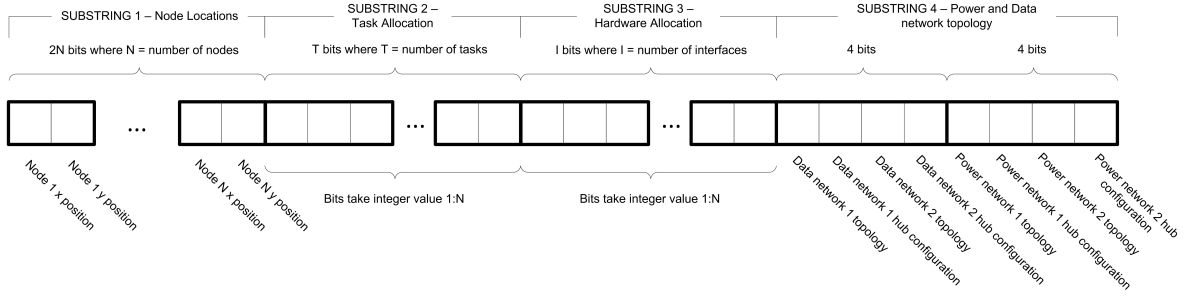 SUBSTRING 1 – Node Locations
SUBSTRING 2 –
Task Allocation
SUBSTRING 3 –
Hardware Allocation
SUBSTRING 4 – Power and Data
network topology
2N bits where N = number of nodes
T bits where T = number of tasks
I bits where I = number of interfaces
4 bits
4 bits
...
...
...
Node 1 x position
Node 1 y position
Node N x position
Node N y position
Bits take integer value 1:N
Bits take integer value 1:N
Data network 1 topology
Data network 1 hub configuration
Data network 2 topology
Data network 2 hub configuration
Power network 1 topology
Power network 1 hub configuration
Power network 2 topology
Power network 2 hub
configuration